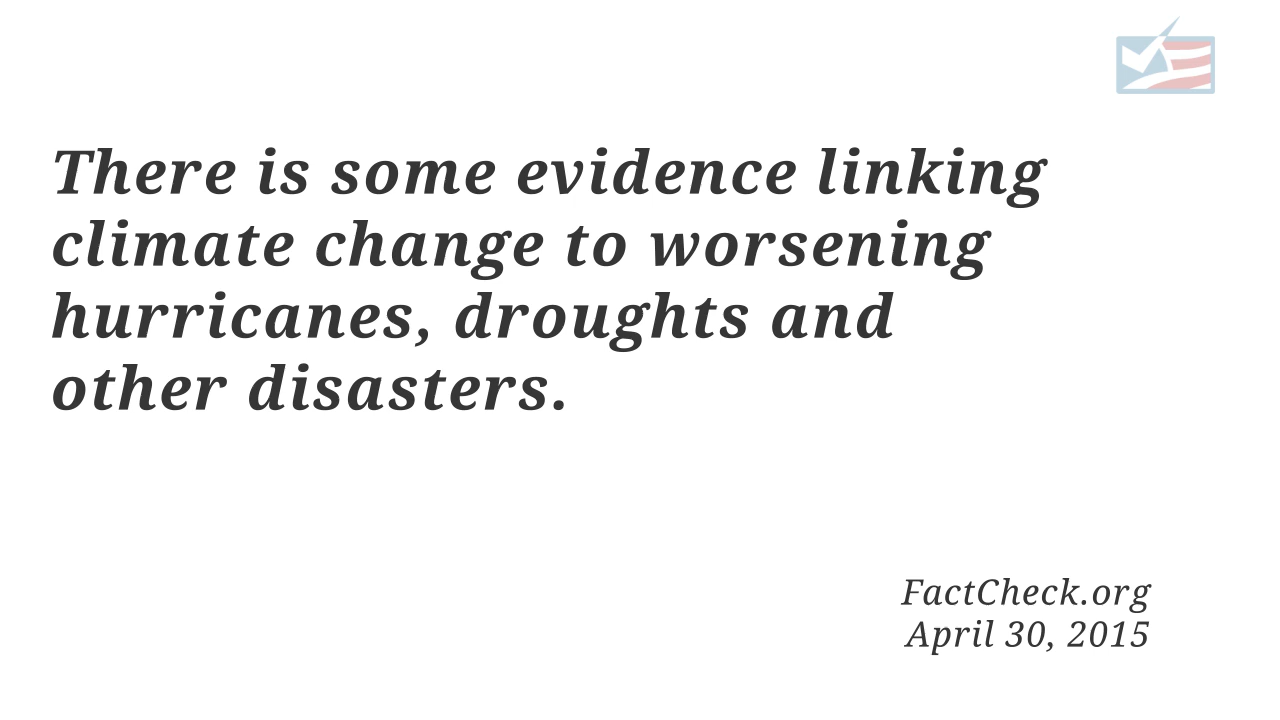 There is some evidence linking
climate change to worsening
hurricanes, droughts and
other disasters.
FactCheck.org
April 30, 2015